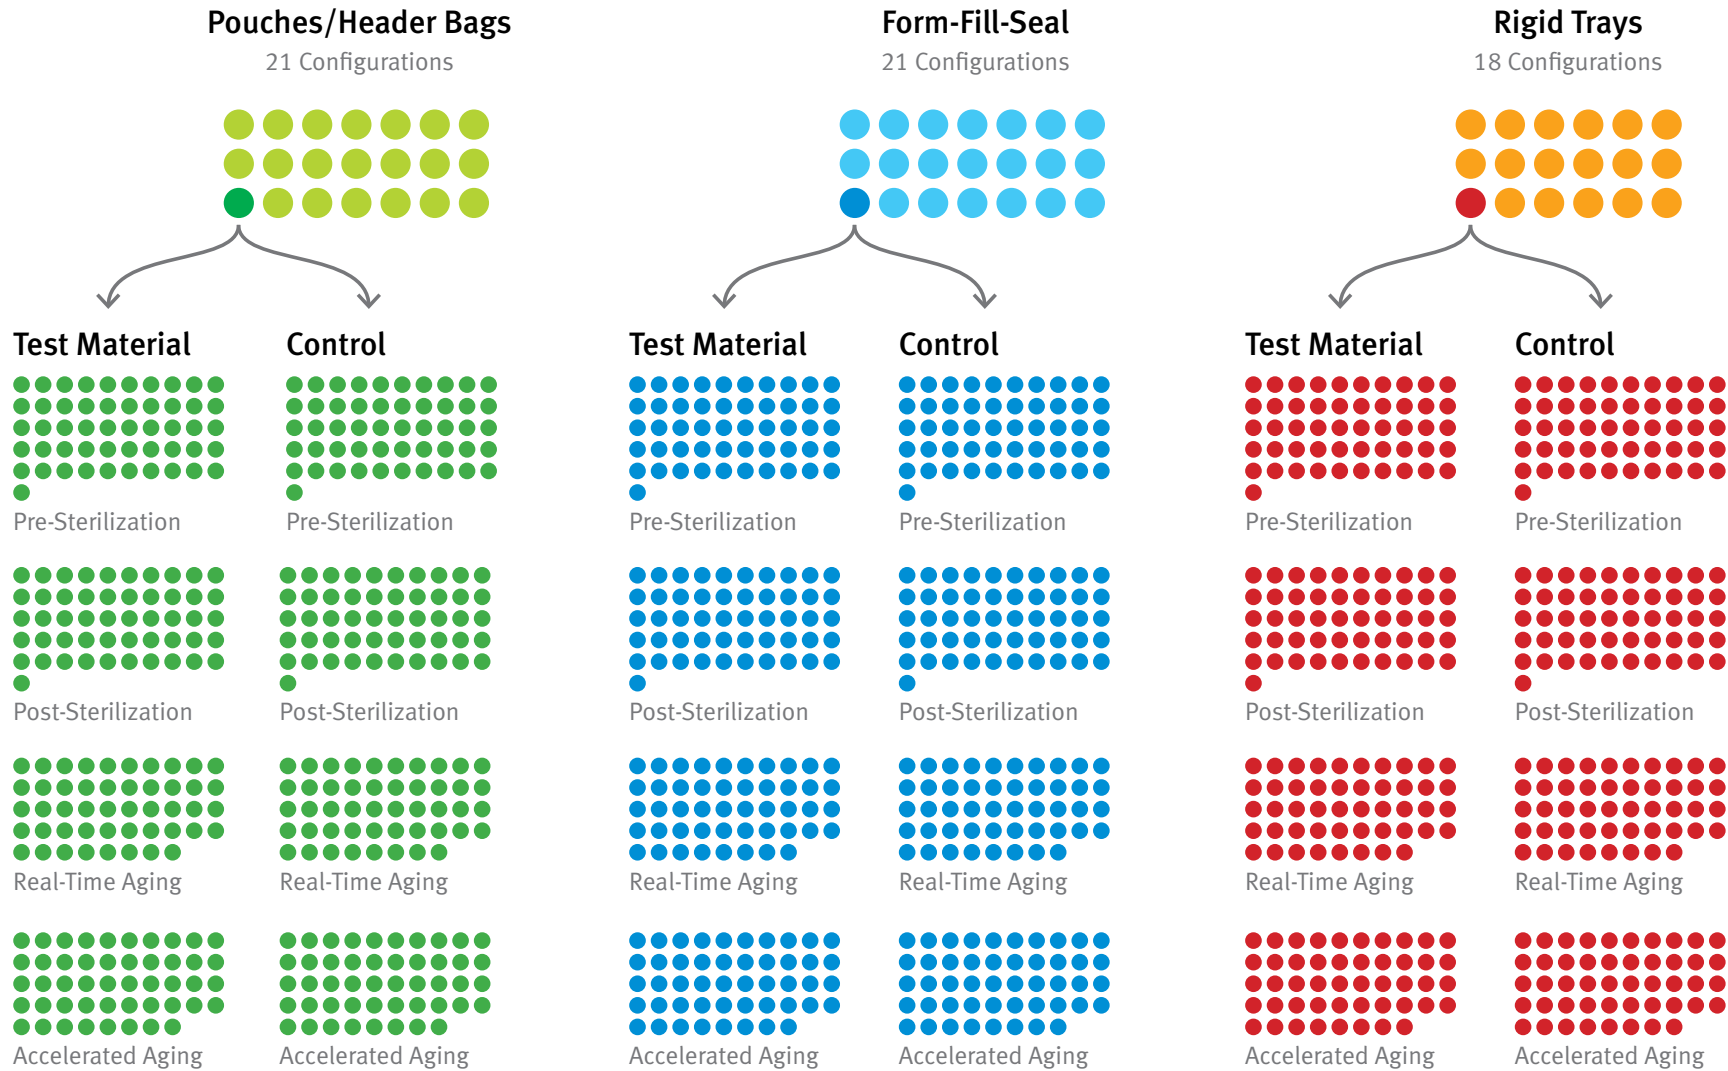 Pouches/Header Bags
21 Configurations
Form-Fill-Seal
21 Configurations
Rigid Trays
18 Configurations
Test Material
Control
Test Material
Control
Test Material
Control
Pre-Sterilization
Pre-Sterilization
Pre-Sterilization
Pre-Sterilization
Pre-Sterilization
Pre-Sterilization
Post-Sterilization
Post-Sterilization
Post-Sterilization
Post-Sterilization
Post-Sterilization
Post-Sterilization
Real-Time Aging
Real-Time Aging
Real-Time Aging
Real-Time Aging
Real-Time Aging
Real-Time Aging
Accelerated Aging
Accelerated Aging
Accelerated Aging
Accelerated Aging
Accelerated Aging
Accelerated Aging